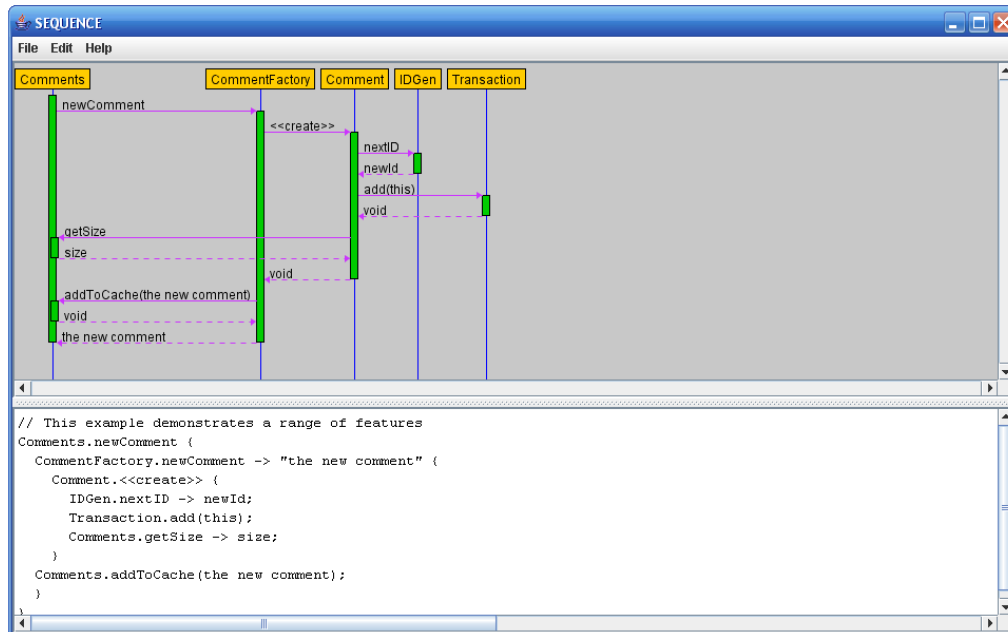 SEQUENCE
File Edit Help
Comments CommentFactory Comment IDGen Transaction
newComment
<<create>>
nextID
newId
add(this)
void
getSize
size
void
addToCache(the new comment)
void
the new comment
// This example demonstrates a range of features
Comments.newComment {
CommentFactory.newComment -> "the new comment" {
Comment.<<create>> {
IDGen.nextID -> newId;
Transaction.add(this);
Comments.getSize -> size;
}
Comments.addToCache(the new comment);
}
}